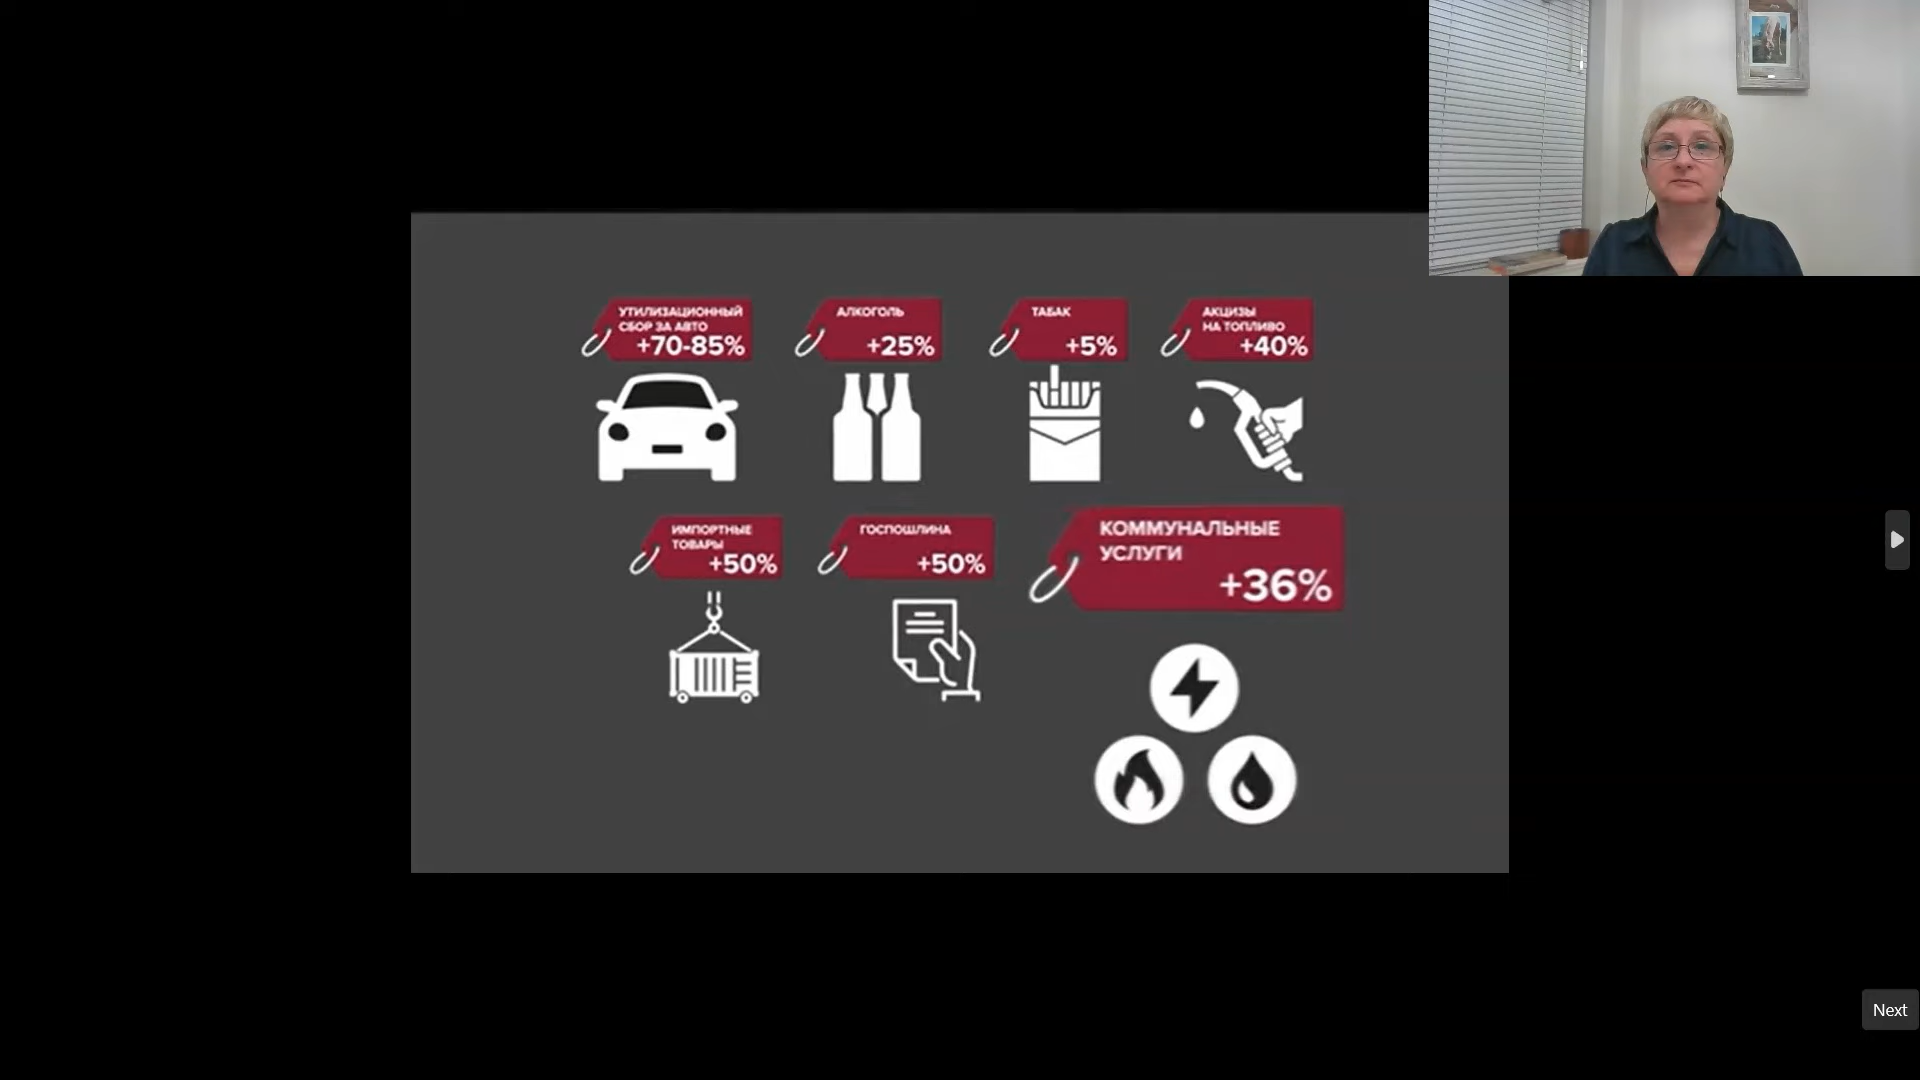 УТИЛИЗАЦИОННЫЙ
СБОР ЗА АВТО
+70-85%
АЛКОГОЛЬ
+25%
ТАБАК
+5%
АКЦИЗЫ
НА ТОПЛИВО
+40%
ИМПОРТНЫЕ
ТОВАРЫ
+50%
ГОСПОШЛИНА
+50%
КОММУНАЛЬНЫЕ
УСЛУГИ
+36%
Next